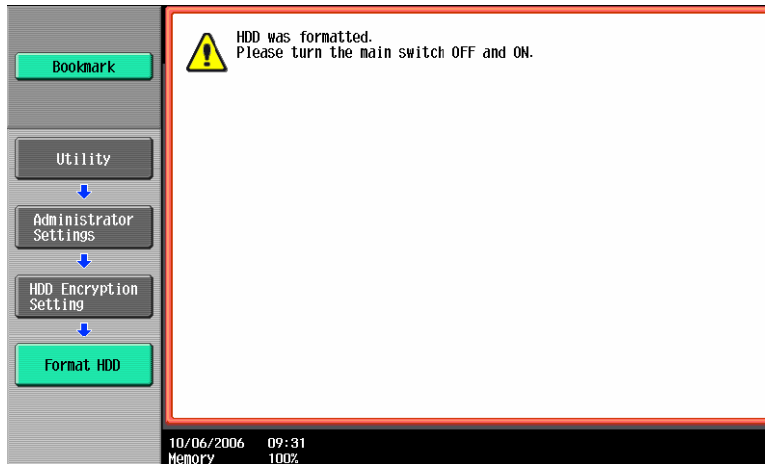 Bookmark
Utility
Administrator
Settings
HDD Encryption
Setting
Format HDD
HDD was formatted.
Please turn the main switch OFF and ON.
10/06/2006 09:31
Memory 100%